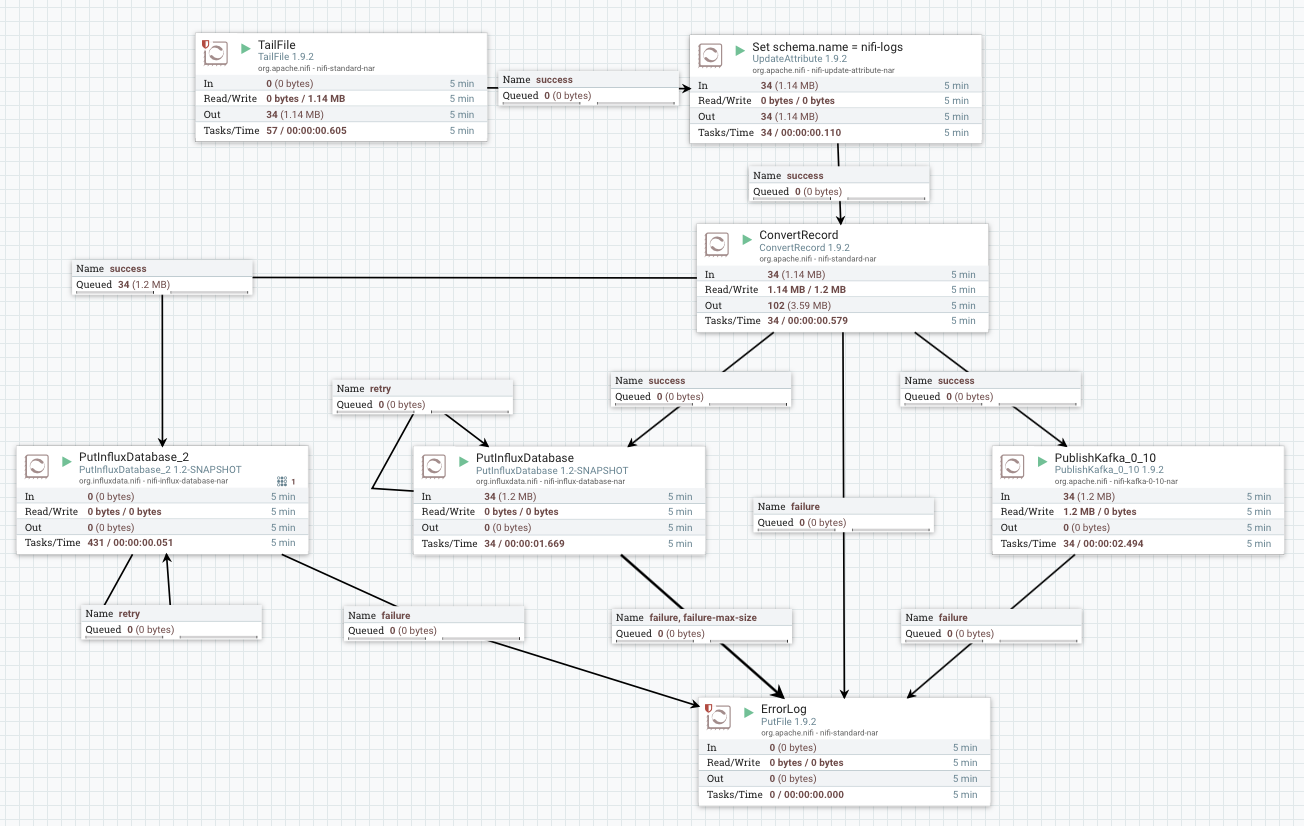 TailFile
TailFile 1.9.2
org.apache.nifi - nifi-standard-nar
In 0 (0 bytes) 5 min
Read/Write 0 bytes / 1.14 MB 5 min
Out 34 (1.14 MB) 5 min
Tasks/Time 57 / 00:00:00.605 5 min
Name success
Queued 0 (0 bytes)
Set schema.name = nifi-logs
UpdateAttribute 1.9.2
org.apache.nifi - nifi-update-attribute-nar
In 34 (1.14 MB) 5 min
Read/Write 0 bytes / 0 bytes 5 min
Out 34 (1.14 MB) 5 min
Tasks/Time 34 / 00:00:00.110 5 min
Name success
Queued 0 (0 bytes)
ConvertRecord
ConvertRecord 1.9.2
org.apache.nifi - nifi-standard-nar
In 34 (1.14 MB) 5 min
Read/Write 1.14 MB / 1.2 MB 5 min
Out 102 (3.59 MB) 5 min
Tasks/Time 34 / 00:00:00.579 5 min
Name success
Queued 34 (1.2 MB)
Name retry
Queued 0 (0 bytes)
Name success
Queued 0 (0 bytes)
Name success
Queued 0 (0 bytes)
PutInfluxDatabase_2
PutInfluxDatabase_2 1.2-SNAPSHOT
org.influxdata.nifi - nifi-influx-database-nar
1
In 0 (0 bytes) 5 min
Read/Write 0 bytes / 0 bytes 5 min
Out 0 (0 bytes) 5 min
Tasks/Time 431 / 00:00:00.051 5 min
PutInfluxDatabase
PutInfluxDatabase 1.2-SNAPSHOT
org.influxdata.nifi - nifi-influx-database-nar
In 34 (1.2 MB) 5 min
Read/Write 0 bytes / 0 bytes 5 min
Out 0 (0 bytes) 5 min
Tasks/Time 34 / 00:00:01.669 5 min
Name failure
Queued 0 (0 bytes)
PublishKafka_0_10
PublishKafka_0_10 1.9.2
org.apache.nifi - nifi-kafka-0-10-nar
In 34 (1.2 MB) 5 min
Read/Write 1.2 MB / 0 bytes 5 min
Out 0 (0 bytes) 5 min
Tasks/Time 34 / 00:00:02.494 5 min
Name retry
Queued 0 (0 bytes)
Name failure
Queued 0 (0 bytes)
Name failure, failure-max-size
Queued 0 (0 bytes)
Name failure
Queued 0 (0 bytes)
ErrorLog
PutFile 1.9.2
org.apache.nifi - nifi-standard-nar
In 0 (0 bytes) 5 min
Read/Write 0 bytes / 0 bytes 5 min
Out 0 (0 bytes) 5 min
Tasks/Time 0 / 00:00:00.000 5 min